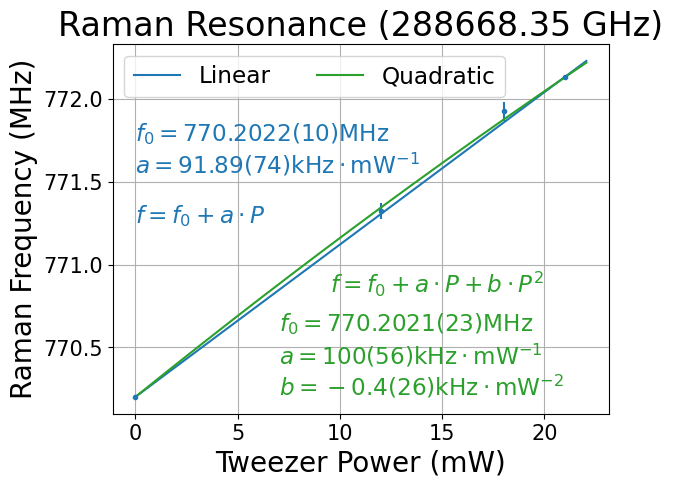 Raman Resonance (288668.35 GHz)
Linear
Quadratic
f₀ = 770.2022(10)MHz
a = 91.89(74)kHz · mW⁻¹
f = f₀ + a · P
f = f₀ + a · P + b · P²
f₀ = 770.2021(23)MHz
a = 100(56)kHz · mW⁻¹
b = −0.4(26)kHz · mW⁻²
Raman Frequency (MHz)
772.0
771.5
771.0
770.5
0 5 10 15 20
Tweezer Power (mW)